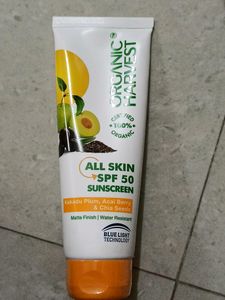 ORGANIC
HARVEST
CERTIFIED
100%
ORGANIC
ALL SKIN
SPF 50
SUNSCREEN
Kakadu Plum, Acai Berry
& Chia Seeds
Matte Finish | Water Resistant
BLUE LIGHT
TECHNOLOGY